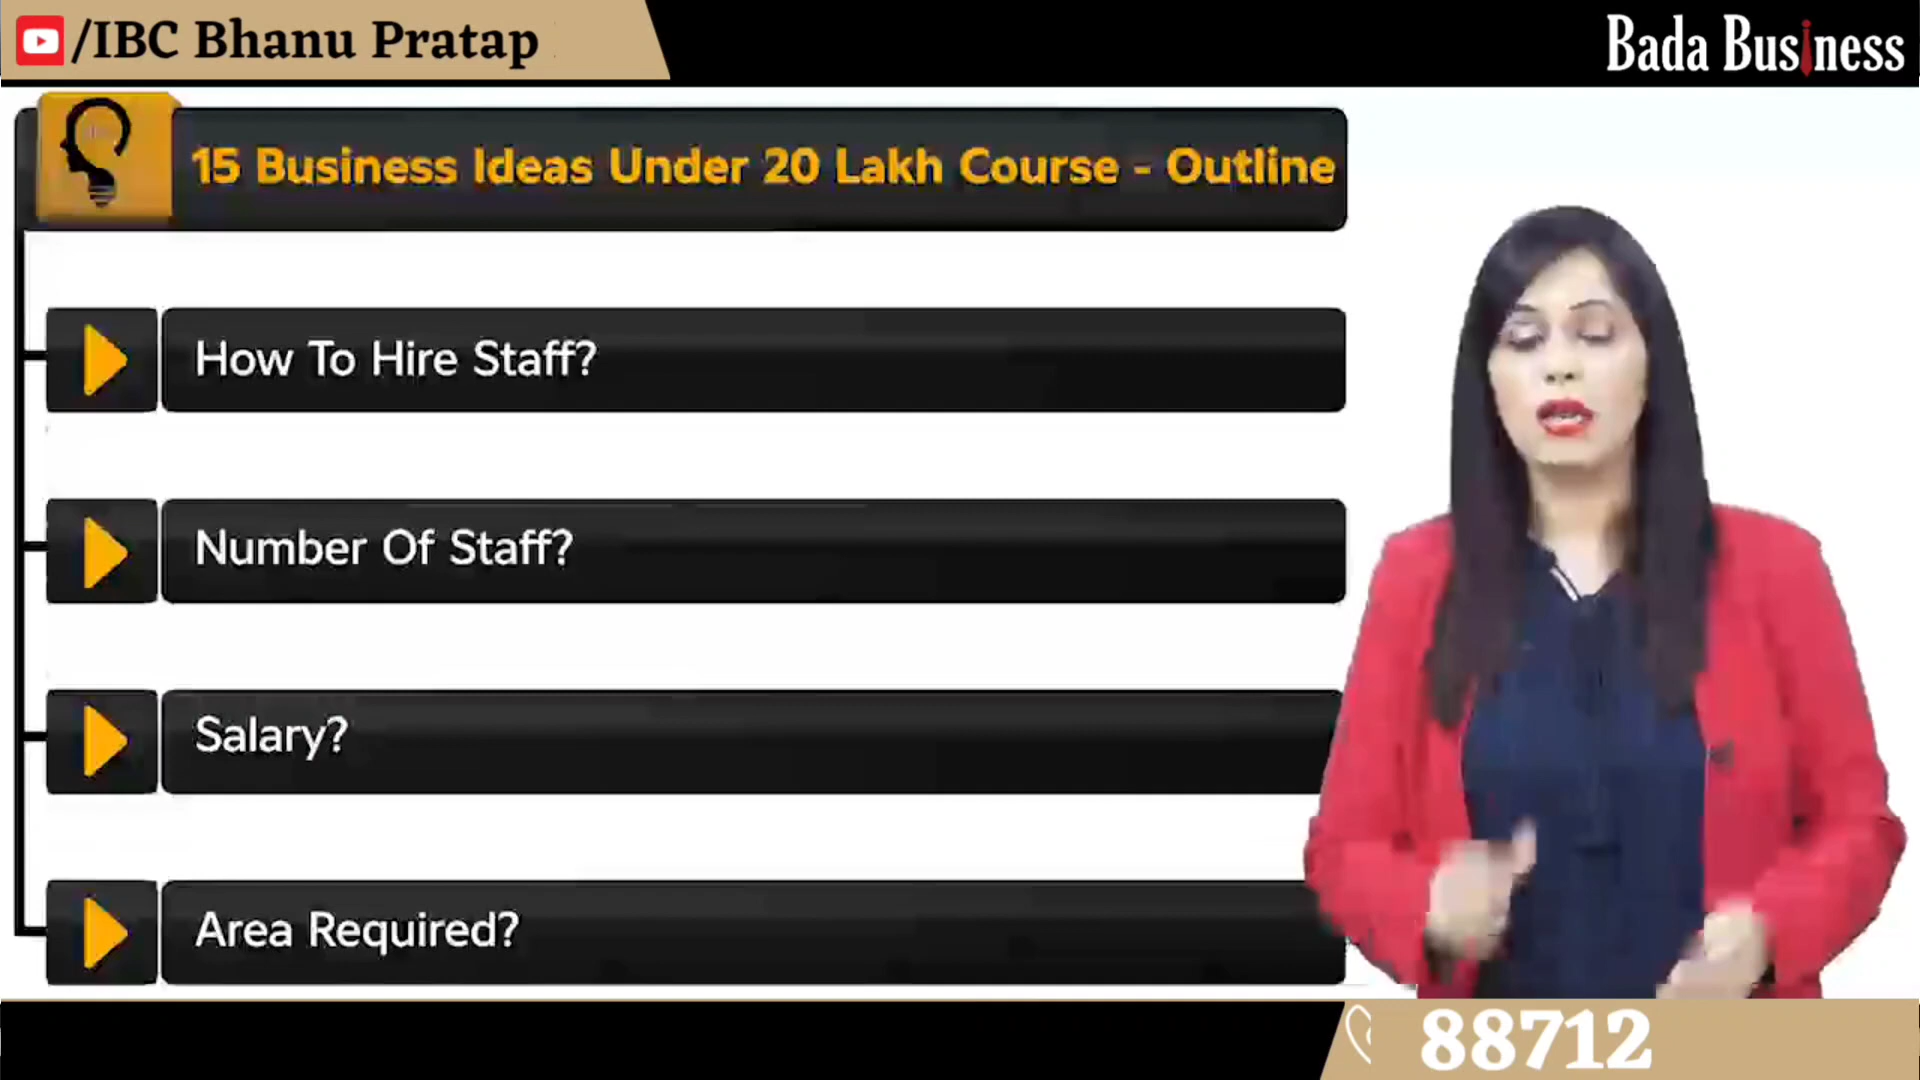 /IBC Bhanu Pratap
Bada Business
15 Business Ideas Under 20 Lakh Course - Outline
How To Hire Staff?
Number Of Staff?
Salary?
Area Required?
88712